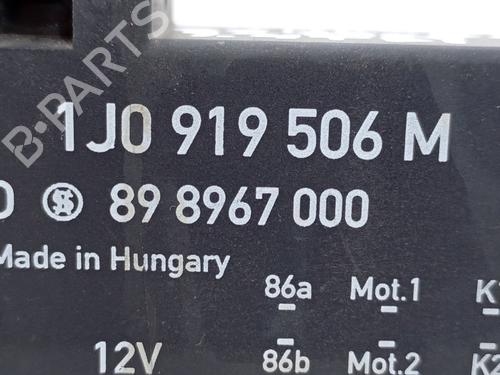 B-PARTS
1J0 919 506 M
89 8967 000
Made in Hungary
86a Mot.1
12V 86b Mot.2